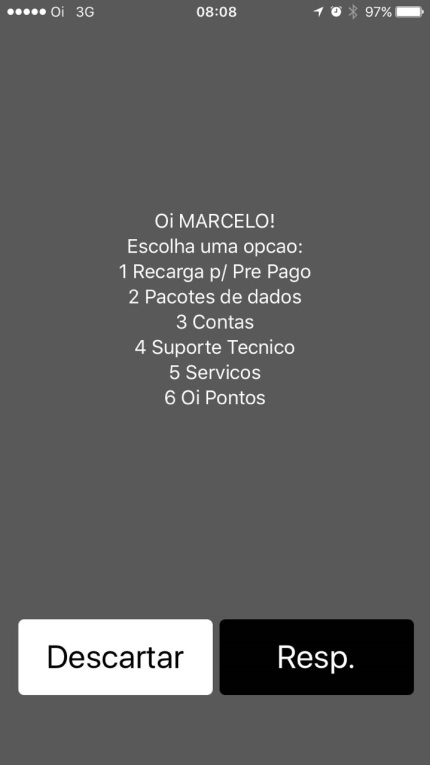 Oi 3G 08:08 97%
Oi MARCELO!
Escolha uma opcao:
1 Recarga p/ Pre Pago
2 Pacotes de dados
3 Contas
4 Suporte Tecnico
5 Servicos
6 Oi Pontos
Descartar Resp.